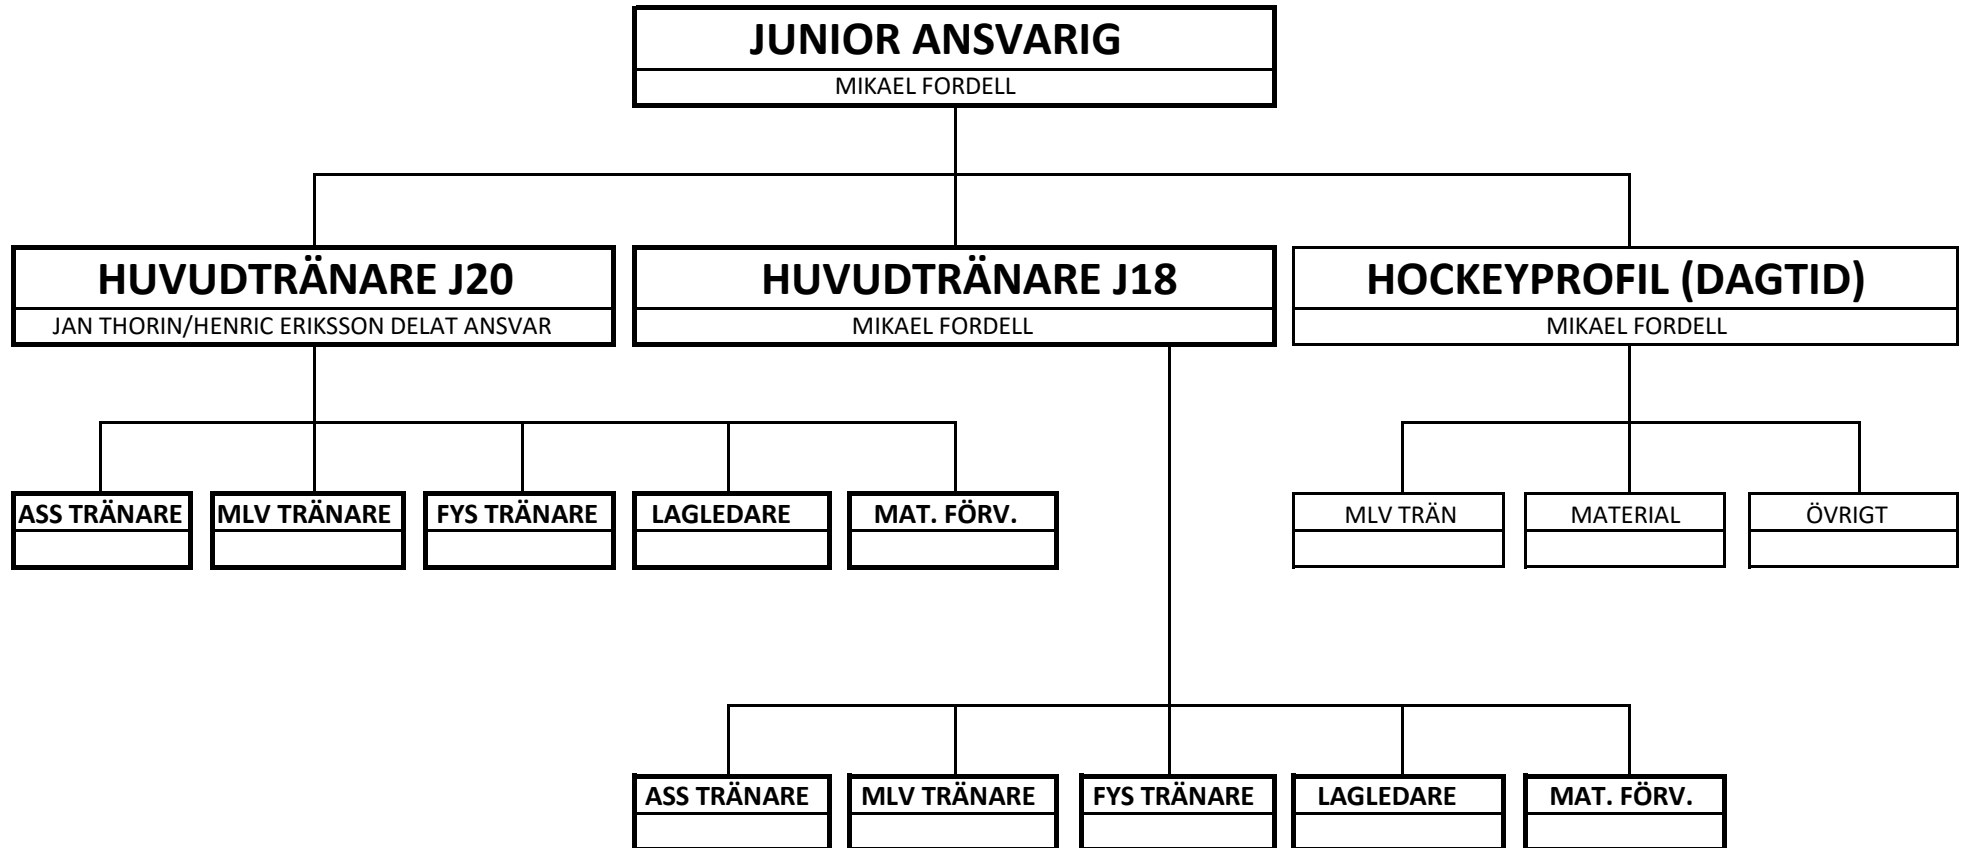 JUNIOR ANSVARIG
MIKAEL FORDELL
HUVUDTRÄNARE J20
JAN THORIN/HENRIC ERIKSSON DELAT ANSVAR
HUVUDTRÄNARE J18
MIKAEL FORDELL
HOCKEYPROFIL (DAGTID)
MIKAEL FORDELL
ASS TRÄNARE
MLV TRÄNARE
FYS TRÄNARE
LAGLEDARE
MAT. FÖRV.
MLV TRÄN
MATERIAL
ÖVRIGT
ASS TRÄNARE
MLV TRÄNARE
FYS TRÄNARE
LAGLEDARE
MAT. FÖRV.